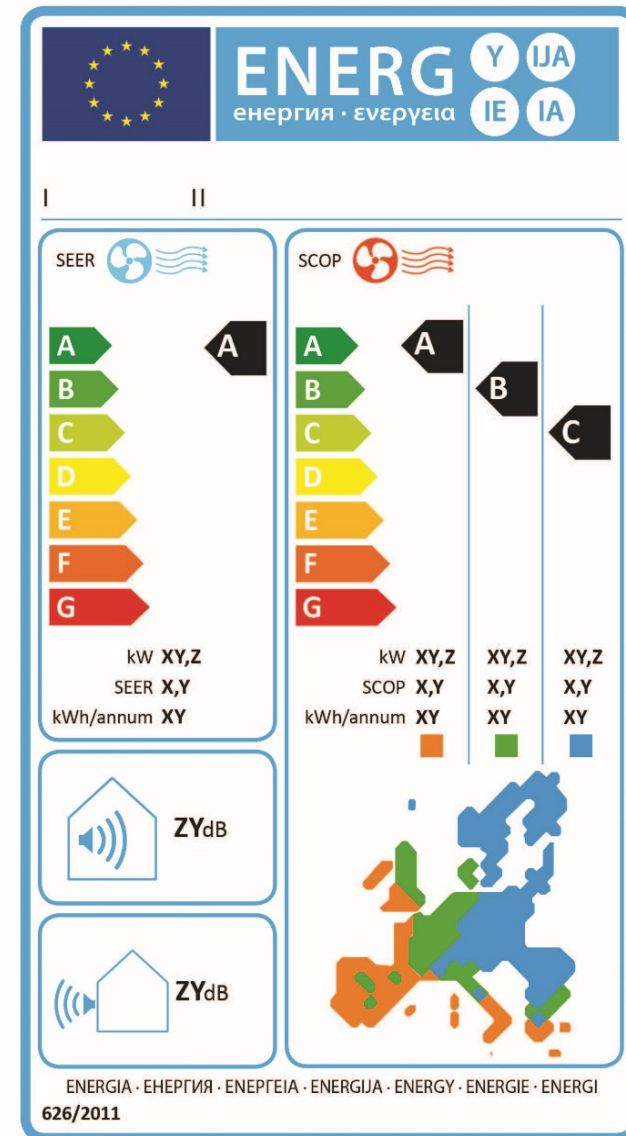 ENERG Y IJA
енергия · ενεργεια IE IA
I II
SEER
A A
B
C
D
E
F
G
kW XY,Z
SEER X,Y
kWh/annum XY
SCOP
A A
B B
C C
D
E
F
G
kW XY,Z XY,Z XY,Z
SCOP X,Y X,Y X,Y
kWh/annum XY XY XY
ZYdB
ZYdB
ENERGIA · ЕНЕРГИЯ · ΕΝΕΡΓΕΙΑ · ENERGIJA · ENERGY · ENERGIE · ENERGI
626/2011